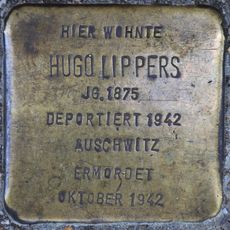 HIER WOHNTE
HUGO LIPPERS
JG. 1875
DEPORTIERT 1942
AUSCHWITZ
ERMORDET
OKTOBER 1942